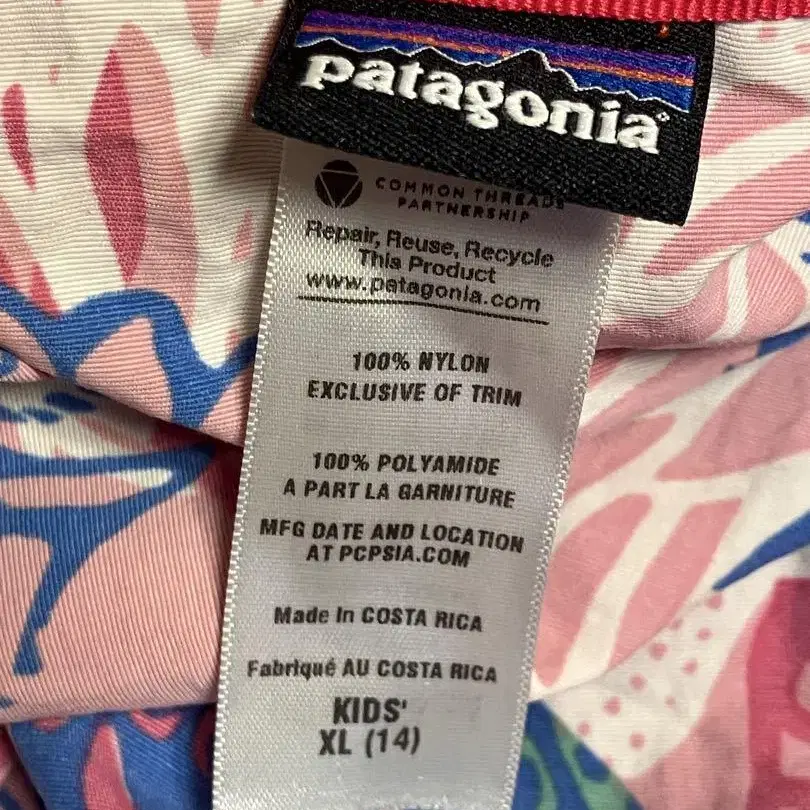 patagonia®
COMMON THREADS
PARTNERSHIP
Repair, Reuse, Recycle
This Product
www.patagonia.com
100% NYLON
EXCLUSIVE OF TRIM
100% POLYAMIDE
A PART LA GARNITURE
MFG DATE AND LOCATION
AT PCPSIA.COM
Made In COSTA RICA
Fabriqué AU COSTA RICA
KIDS'
XL (14)